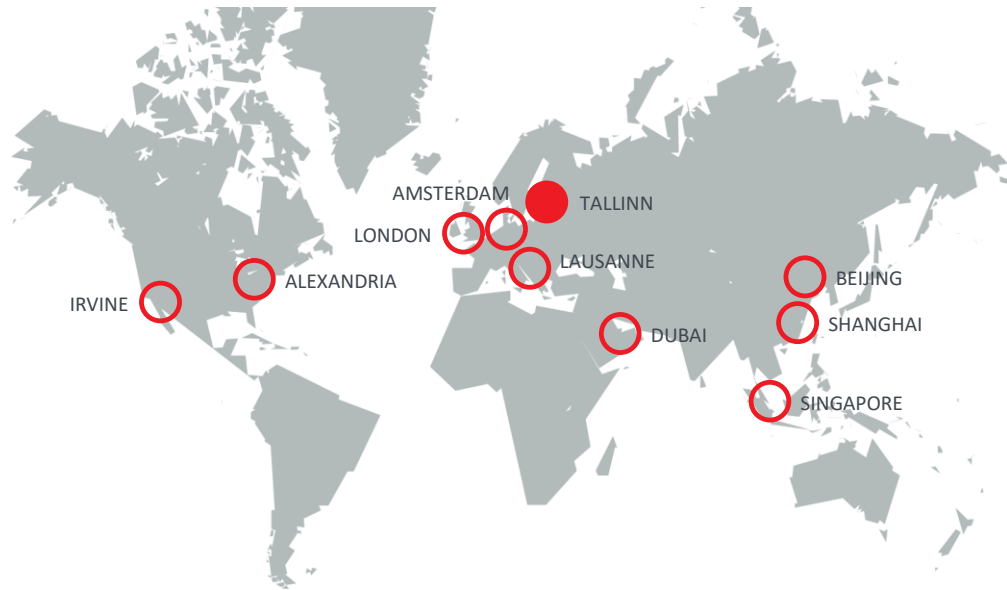 AMSTERDAM
TALLINN
LONDON
LAUSANNE
ALEXANDRIA
BEIJING
IRVINE
SHANGHAI
DUBAI
SINGAPORE